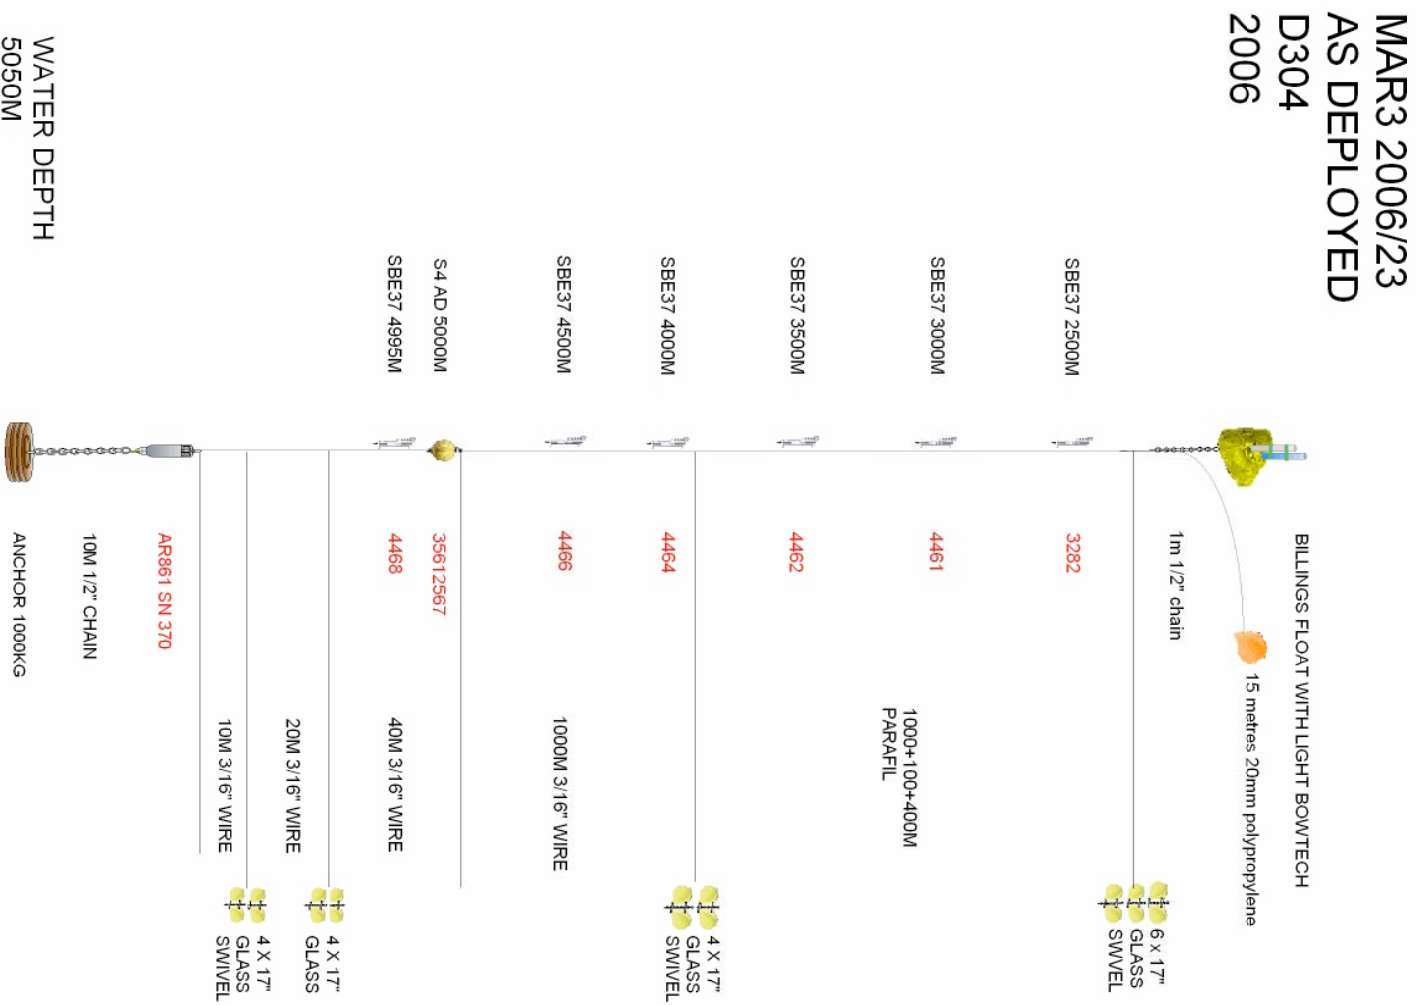 MAR3 2006/23
AS DEPLOYED
D304
2006
BILLINGS FLOAT WITH LIGHT BOWTECH
15 metres 20mm polypropylene
1m 1/2" chain
6 x 17"
GLASS
SWVEL
SBE37 2500M
3282
SBE37 3000M
4461
1000+100+400M
PARAFIL
SBE37 3500M
4462
4 X 17"
GLASS
SWIVEL
SBE37 4000M
4464
SBE37 4500M
4466
1000M 3/16" WIRE
S4 AD 5000M
35612567
SBE37 4995M
4468
40M 3/16" WIRE
4 X 17"
GLASS
20M 3/16" WIRE
4 X 17"
GLASS
SWIVEL
10M 3/16" WIRE
AR861 SN 370
10M 1/2" CHAIN
ANCHOR 1000KG
WATER DEPTH
5050M